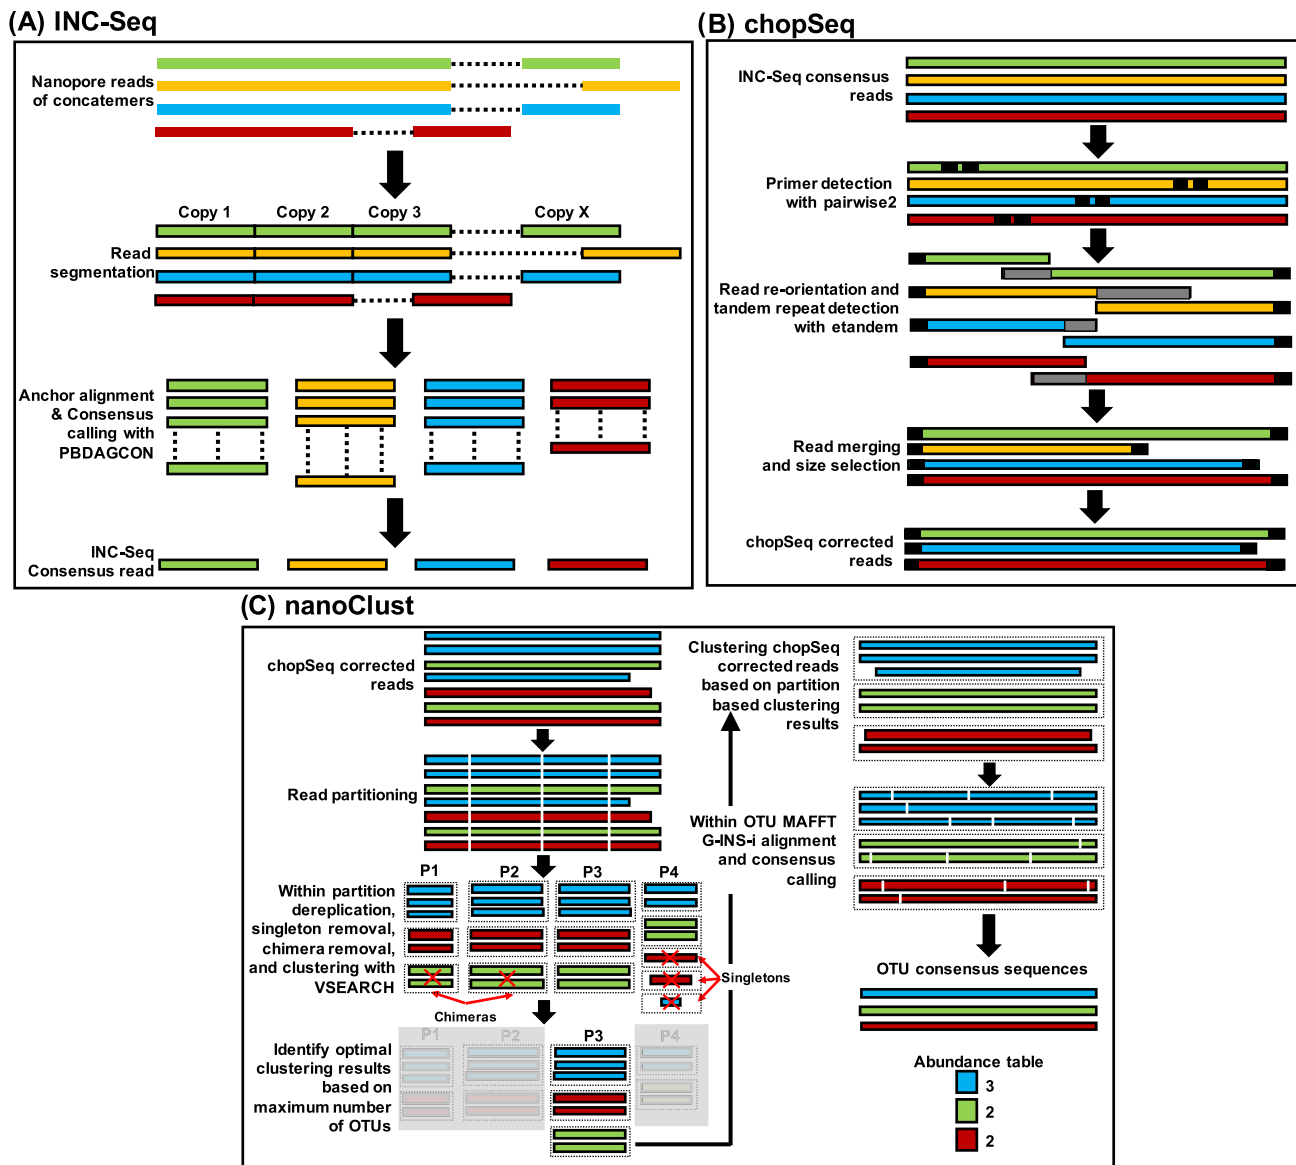 (A) INC-Seq
Nanopore reads
of concatemers
Copy 1 Copy 2 Copy 3 Copy X
Read
segmentation
Anchor alignment
& Consensus
calling with
PBDAGCON
INC-Seq
Consensus read
(B) chopSeq
INC-Seq consensus
reads
Primer detection
with pairwise2
Read re-orientation and
tandem repeat detection
with etandem
Read merging
and size selection
chopSeq corrected
reads
(C) nanoClust
chopSeq corrected
reads
Read partitioning
P1 P2 P3 P4
Within partition
dereplication,
singleton removal,
chimera removal,
and clustering with
VSEARCH
Singletons
Chimeras
P1 P2 P3 P4
Identify optimal
clustering results
based on
maximum number
of OTUs
Clustering chopSeq
corrected reads
based on partition
based clustering
results
Within OTU MAFFT
G-INS-i alignment
and consensus
calling
OTU consensus sequences
Abundance table
3
2
2